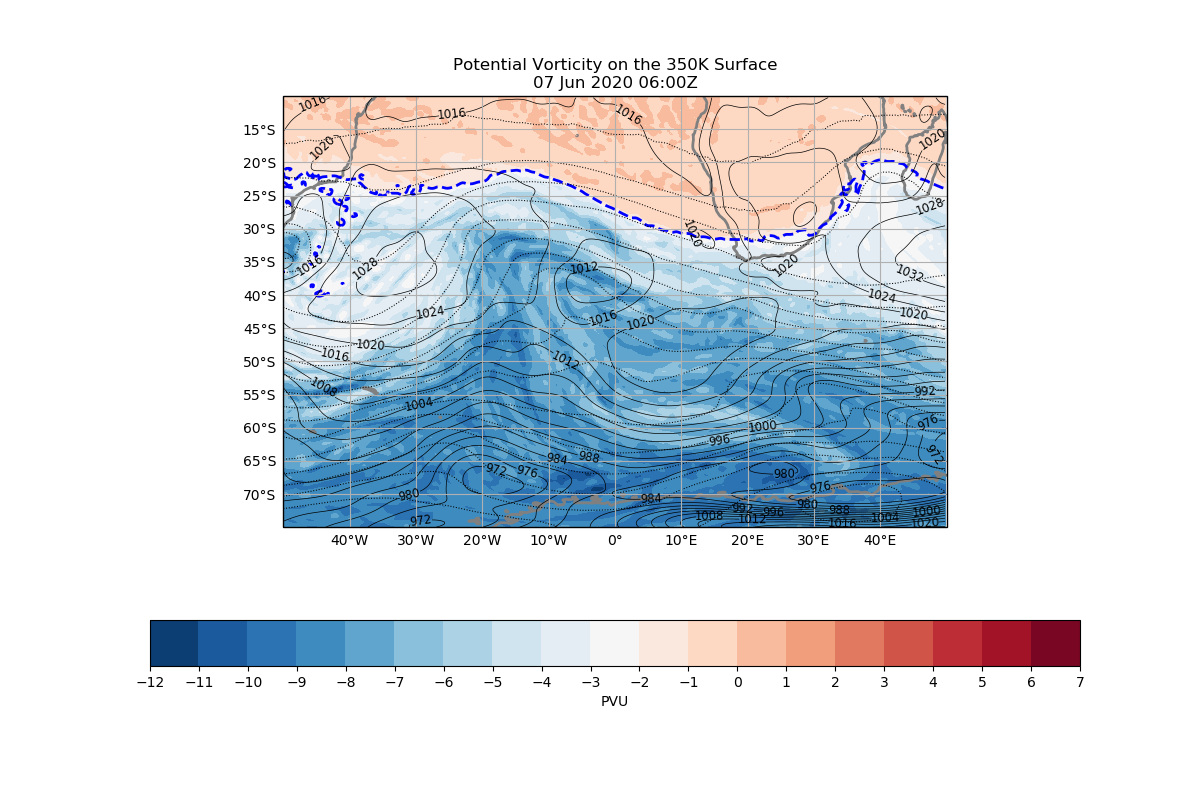 Potential Vorticity on the 350K Surface
07 Jun 2020 06:00Z
1016
1016
1016
1020
1020
15°S
20°S
25°S
30°S
35°S
40°S
45°S
50°S
55°S
60°S
65°S
70°S
1028
1020
1016
1028
1012
1020
1032
1024
1024
1016
1020
1020
1020
1016
1012
1008
992
1004
1000
976
996
984
988
972
972
976
980
976
980
984
980
972
1008
992
996
988
1000
1012
1004
1016
1020
40°W 30°W 20°W 10°W 0° 10°E 20°E 30°E 40°E
−12 −11 −10 −9 −8 −7 −6 −5 −4 −3 −2 −1 0 1 2 3 4 5 6 7
PVU